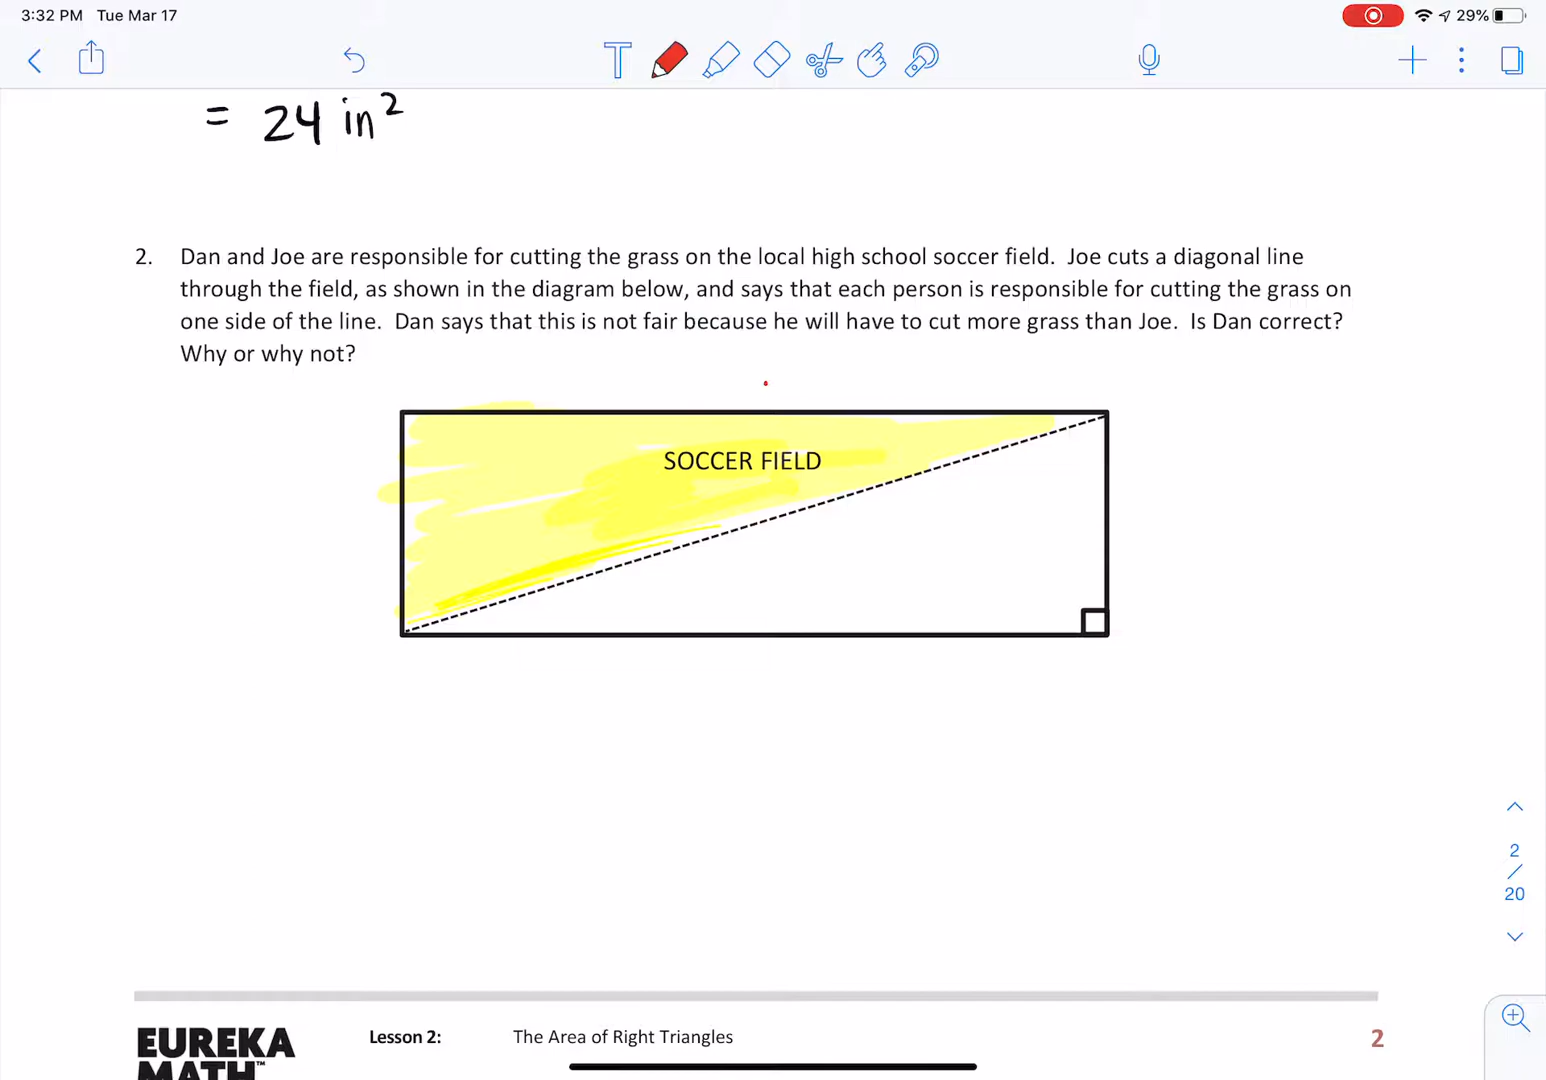 3:32 PM Tue Mar 17
29%
= 24 in²
2. Dan and Joe are responsible for cutting the grass on the local high school soccer field. Joe cuts a diagonal line
through the field, as shown in the diagram below, and says that each person is responsible for cutting the grass on
one side of the line. Dan says that this is not fair because he will have to cut more grass than Joe. Is Dan correct?
Why or why not?
SOCCER FIELD
2
/
20
EUREKA
MATH™
Lesson 2: The Area of Right Triangles
2